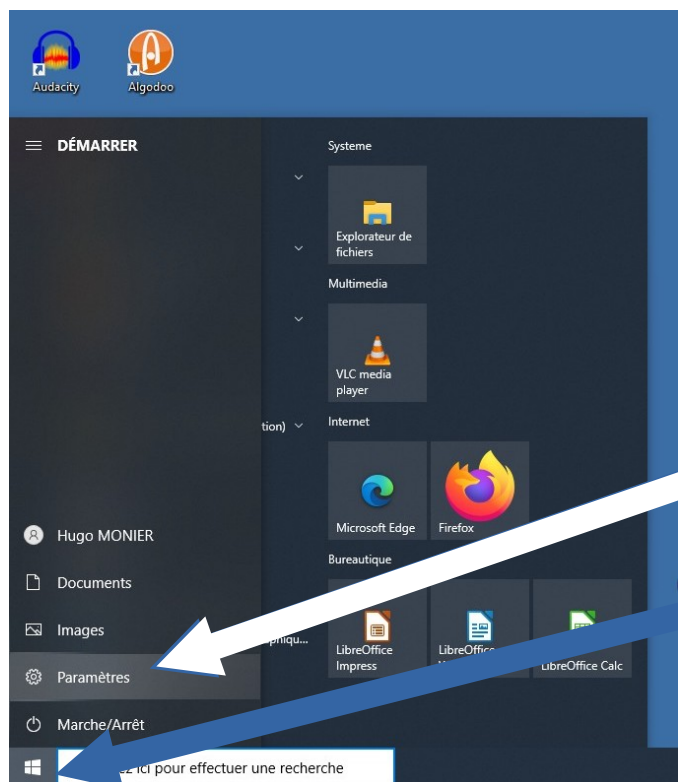 Audacity
Algodoo
DÉMARRER
Systeme
Explorateur de
fichiers
Multimedia
VLC media
player
tion)
Internet
Microsoft Edge
Firefox
Hugo MONIER
Bureautique
Documents
Images
LibreOffice
Impress
LibreOffice
LibreOffice Calc
Paramètres
Marche/Arrêt
ici pour effectuer une recherche